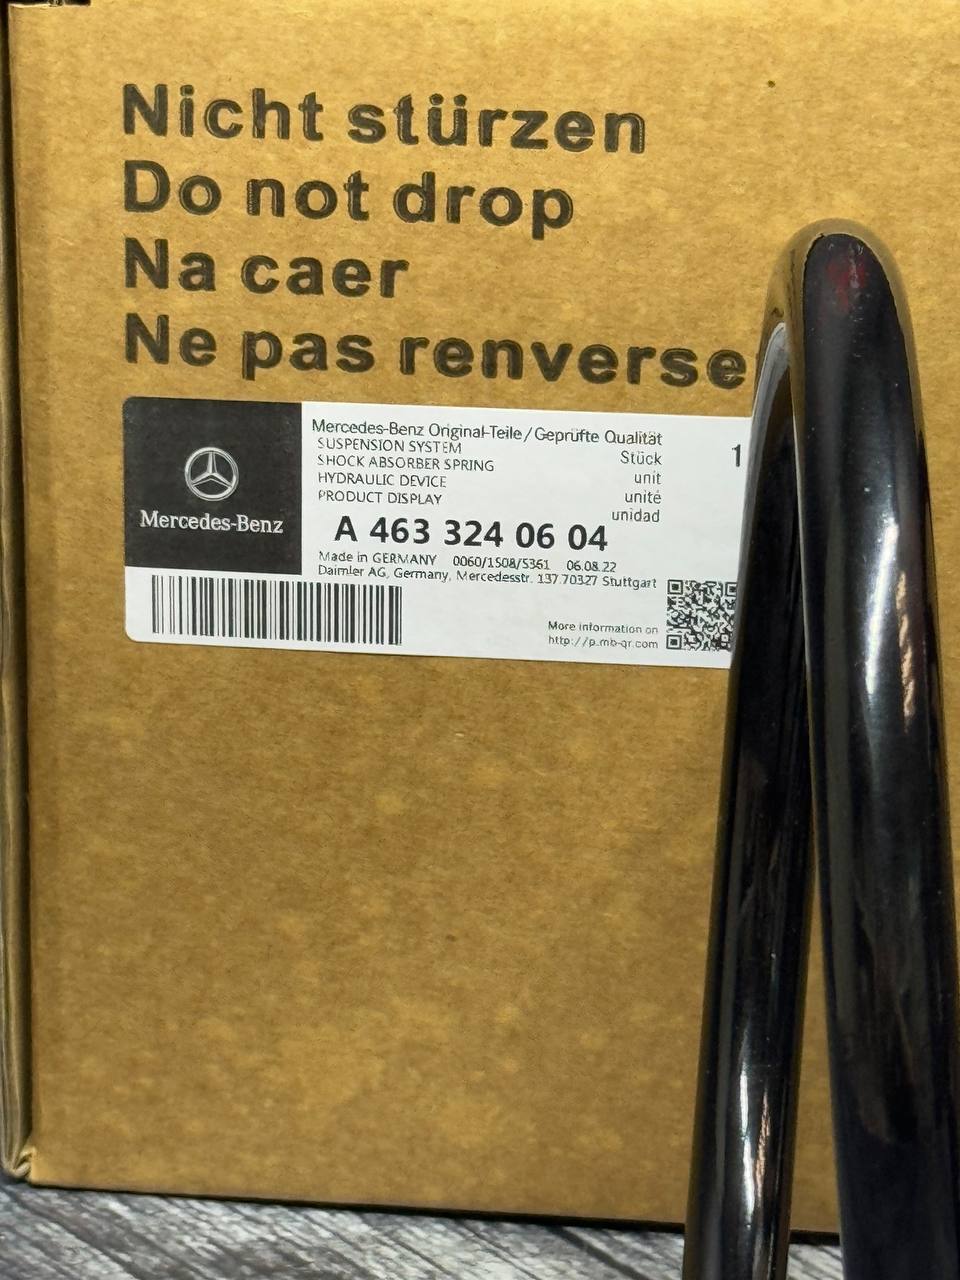 Nicht stürzen
Do not drop
Na caer
Ne pas renverse
Mercedes-Benz
Mercedes-Benz Original-Teile/Geprüfte Qualität
SUSPENSION SYSTEM
SHOCK ABSORBER SPRING
HYDRAULIC DEVICE
PRODUCT DISPLAY
Stück 1
unit
unité
unidad
A 463 324 06 04
Made in GERMANY 0060/1508/5361 06.08.22
Daimler AG, Germany, Mercedesstr. 137.70327 Stuttgart
More information on
http://p.mb-qr.com